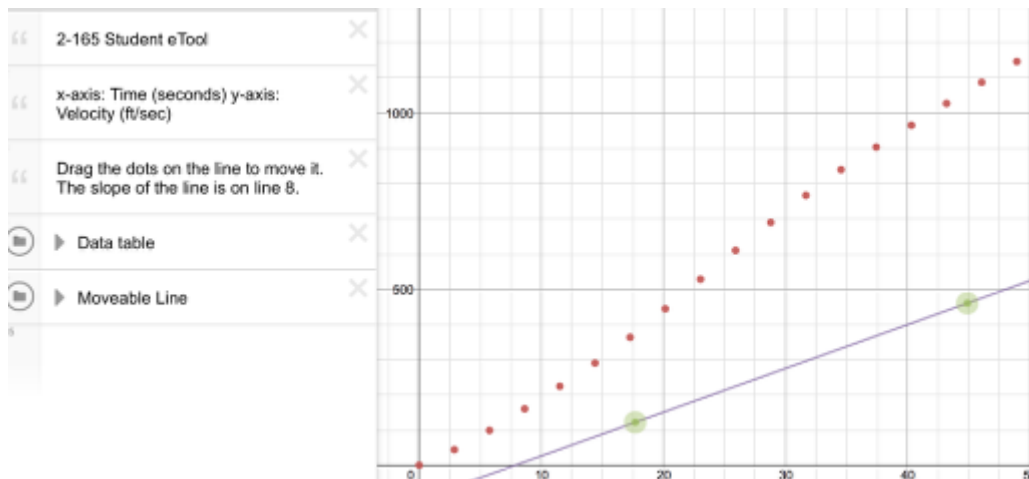 2-165 Student eTool
x-axis: Time (seconds) y-axis:
Velocity (ft/sec)
Drag the dots on the line to move it.
The slope of the line is on line 8.
Data table
Moveable Line
1000
500
0
10
20
30
40